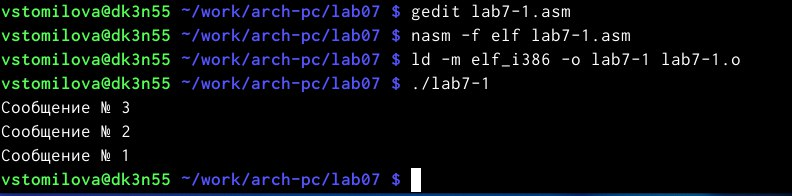 vstomilova@dk3n55 ~/work/arch-pc/lab07 $ gedit lab7-1.asm
vstomilova@dk3n55 ~/work/arch-pc/lab07 $ nasm -f elf lab7-1.asm
vstomilova@dk3n55 ~/work/arch-pc/lab07 $ ld -m elf_i386 -o lab7-1 lab7-1.o
vstomilova@dk3n55 ~/work/arch-pc/lab07 $ ./lab7-1
Сообщение № 3
Сообщение № 2
Сообщение № 1
vstomilova@dk3n55 ~/work/arch-pc/lab07 $